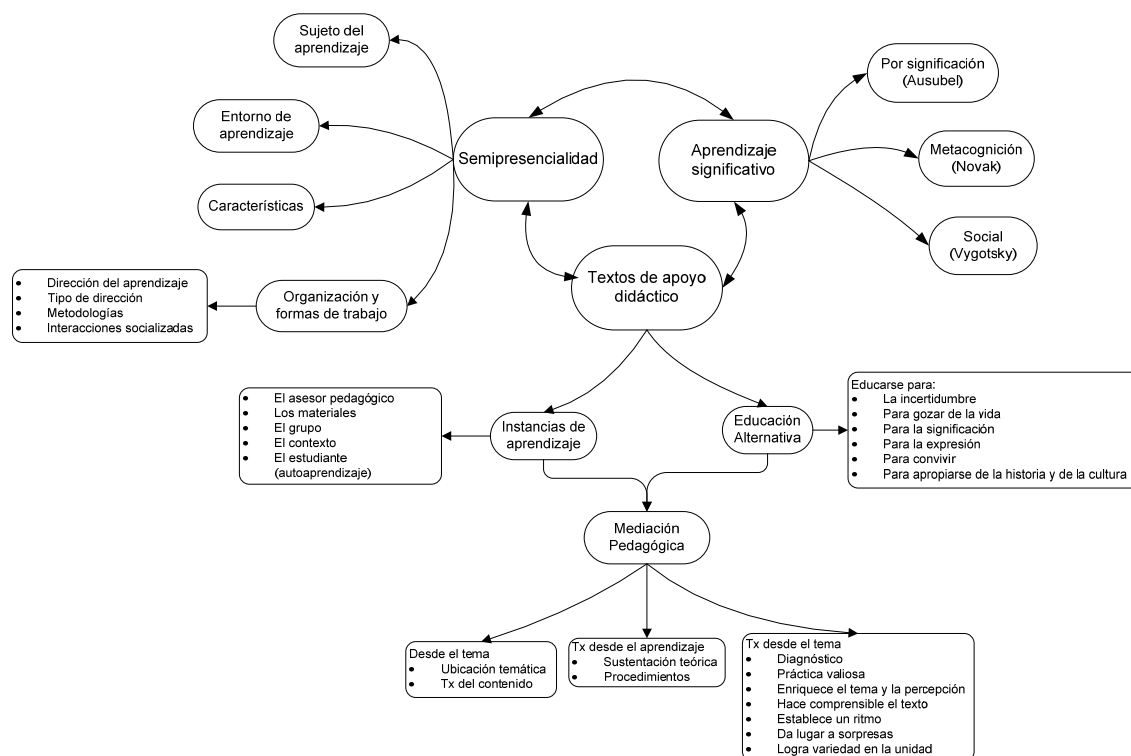 Sujeto del
aprendizaje
Entorno de
aprendizaje
Características
Organización y
formas de trabajo
• Dirección del aprendizaje
• Tipo de dirección
• Metodologías
• Interacciones socializadas
Semipresencialidad
Aprendizaje
significativo
Por significación
(Ausubel)
Metacognición
(Novak)
Social
(Vygotsky)
Textos de apoyo
didáctico
• El asesor pedagógico
• Los materiales
• El grupo
• El contexto
• El estudiante
(autoaprendizaje)
Instancias de
aprendizaje
Educación
Alternativa
Educarse para:
• La incertidumbre
• Para gozar de la vida
• Para la significación
• Para la expresión
• Para convivir
• Para apropiarse de la historia y de la cultura
Mediación
Pedagógica
Desde el tema
• Ubicación temática
• Tx del contenido
Tx desde el aprendizaje
• Sustentación teórica
• Procedimientos
Tx desde el tema
• Diagnóstico
• Práctica valiosa
• Enriquece el tema y la percepción
• Hace comprensible el texto
• Establece un ritmo
• Da lugar a sorpresas
• Logra variedad en la unidad